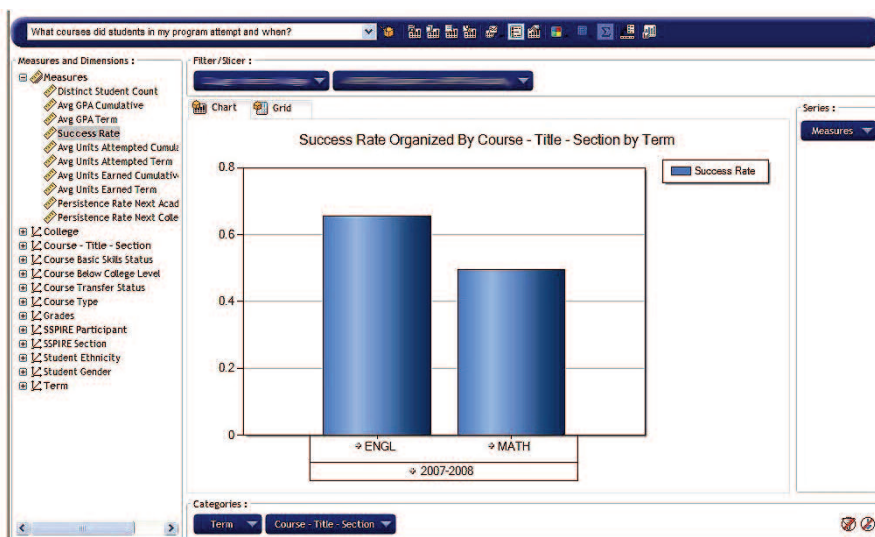 What courses did students in my program attempt and when?
Measures and Dimensions :
Measures
Distinct Student Count
Avg GPA Cumulative
Avg GPA Term
Success Rate
Avg Units Attempted Cumula
Avg Units Attempted Term
Avg Units Earned Cumulativ
Avg Units Earned Term
Persistence Rate Next Acad
Persistence Rate Next Colle
College
Course - Title - Section
Course Basic Skills Status
Course Below College Level
Course Transfer Status
Course Type
Grades
SSPIRE Participant
SSPIRE Section
Student Ethnicity
Student Gender
Term
Filter/Slicer :
Chart Grid
Success Rate Organized By Course - Title - Section by Term
Success Rate
0.8
0.6
0.4
0.2
0
ENGL MATH
2007-2008
Series :
Measures
Categories :
Term Course - Title - Section